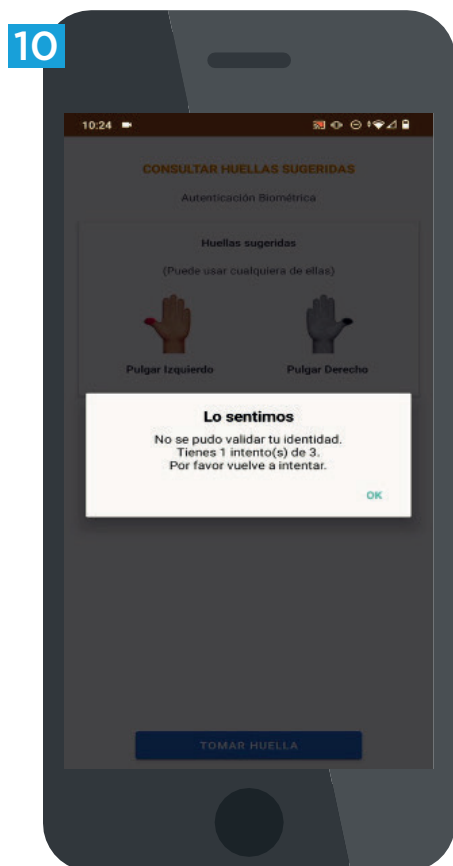 10
10:24
CONSULTAR HUELLAS SUGERIDAS
Autenticación Biométrica
Huellas sugeridas
(Puede usar cualquiera de ellas)
Pulgar Izquierdo Pulgar Derecho
Lo sentimos
No se pudo validar tu identidad.
Tienes 1 intento(s) de 3.
Por favor vuelve a intentar.
OK
TOMAR HUELLA